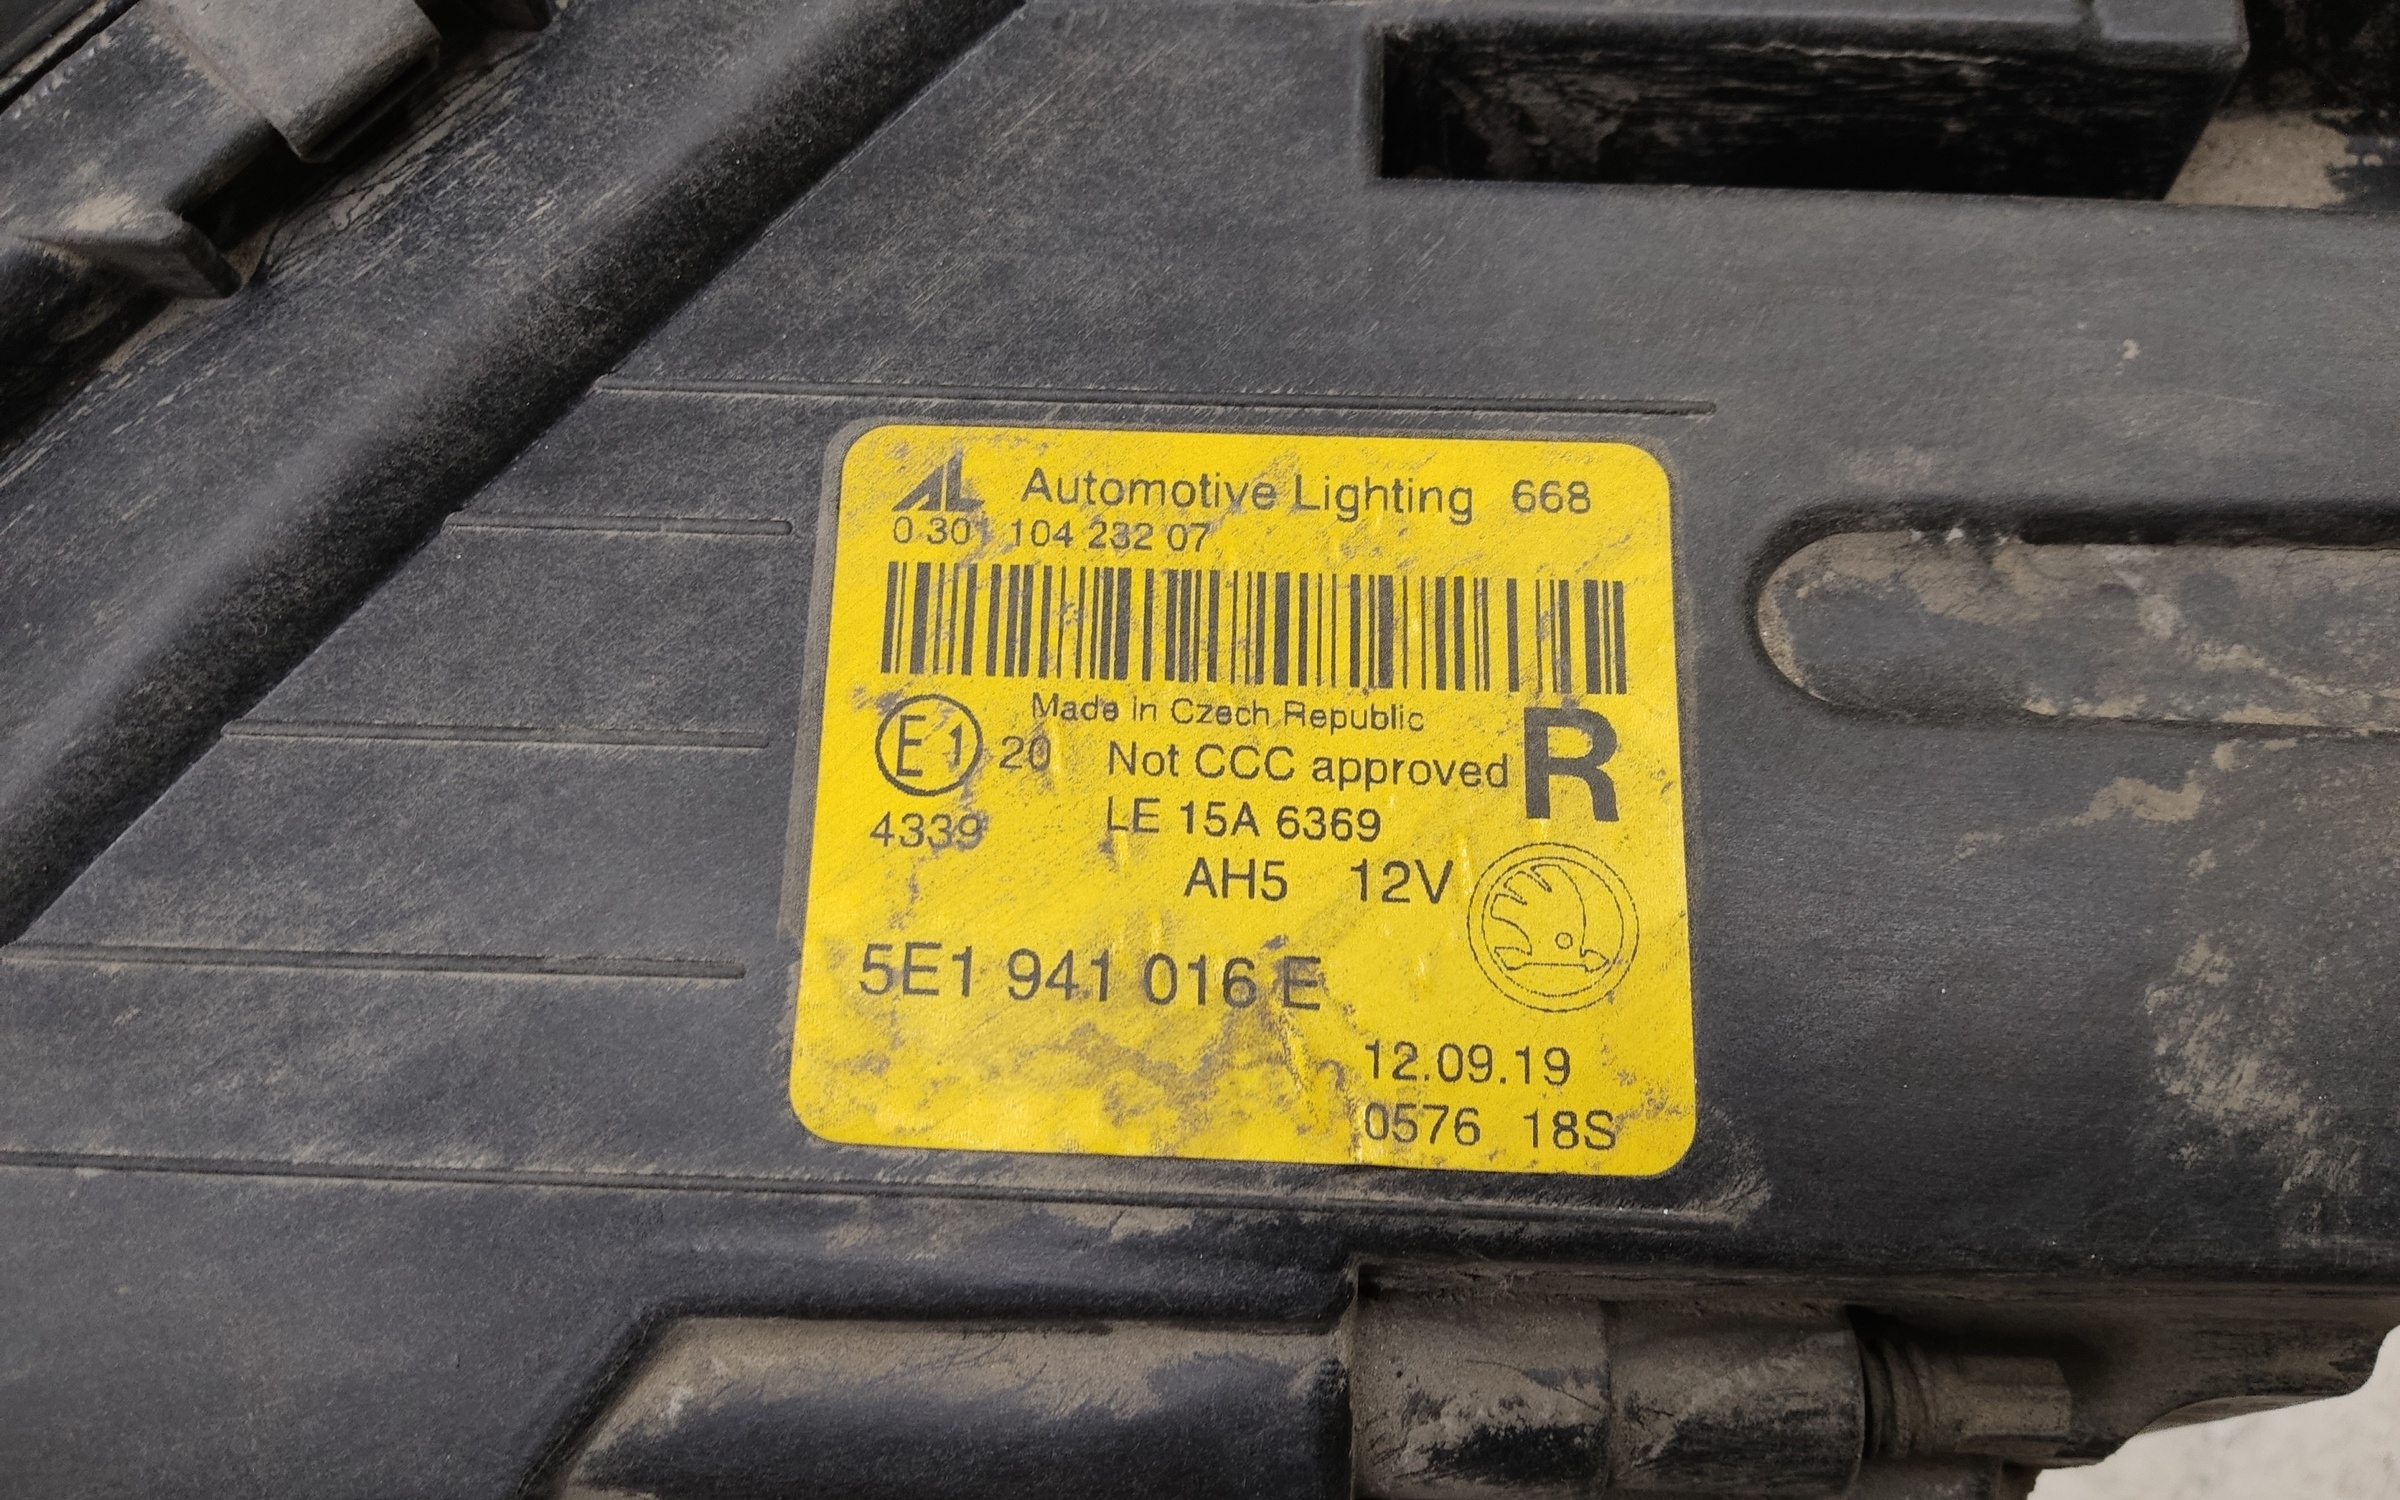 AL Automotive Lighting 668
0 301 104 232 07
Made in Czech Republic
E1 20 Not CCC approved R
4339 LE 15A 6369
AH5 12V
5E1 941 016 E
12.09.19
0576 18S